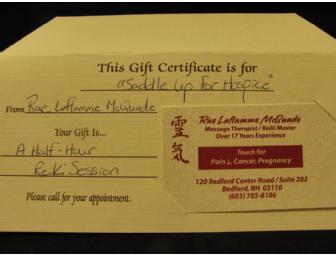 This Gift Certificate is for
"Saddle Up for Hospice"
From Rae Laflamme McQuade
Your Gift Is...
A Half-Hour
Reiki Session
Please call for your appointment.
靈
氣
Rae Laflamme McQuade
Massage Therapist / Reiki Master
Over 17 Years Experience
Touch for
Pain ↓, Cancer, Pregnancy
120 Bedford Center Road / Suite 202
Bedford, NH 03110
(603) 785-8186